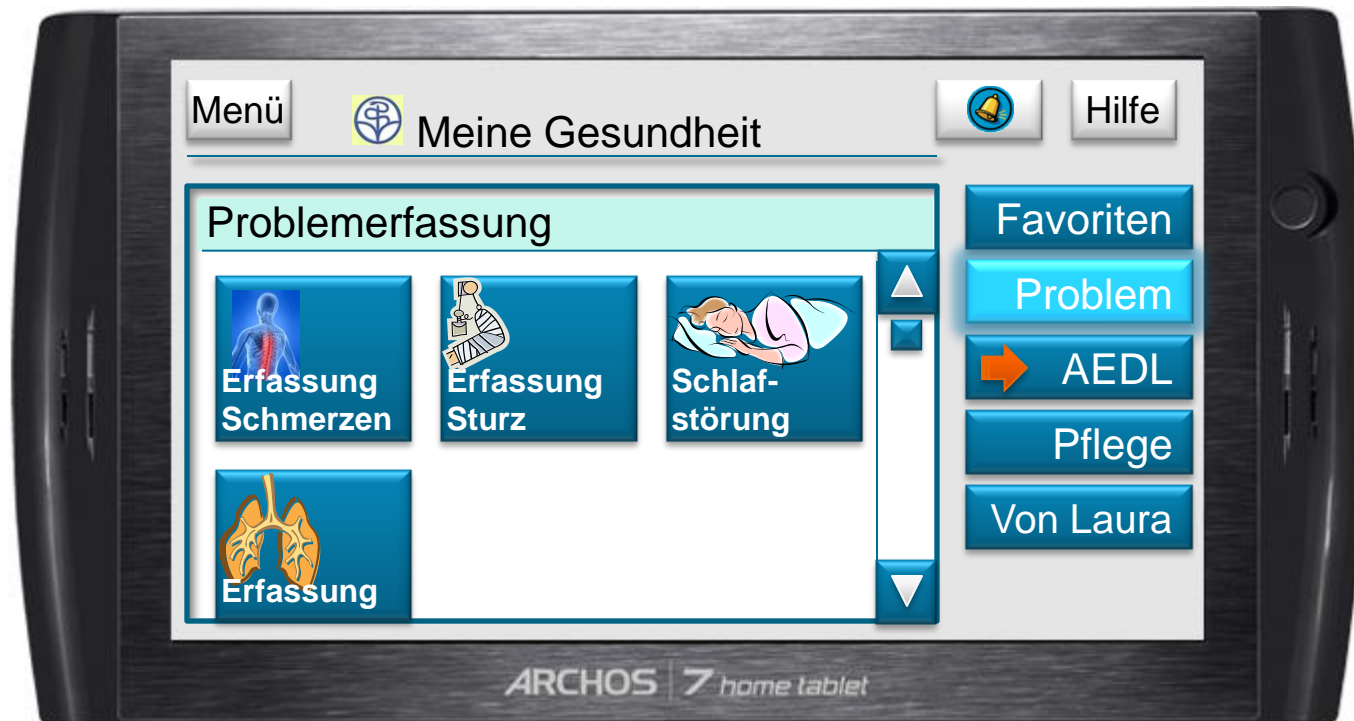 Menü
Meine Gesundheit
Hilfe
Problemerfassung
Erfassung
Schmerzen
Erfassung
Sturz
Schlaf-
störung
Erfassung
Favoriten
Problem
AEDL
Pflege
Von Laura
ARCHOS 7 home tablet